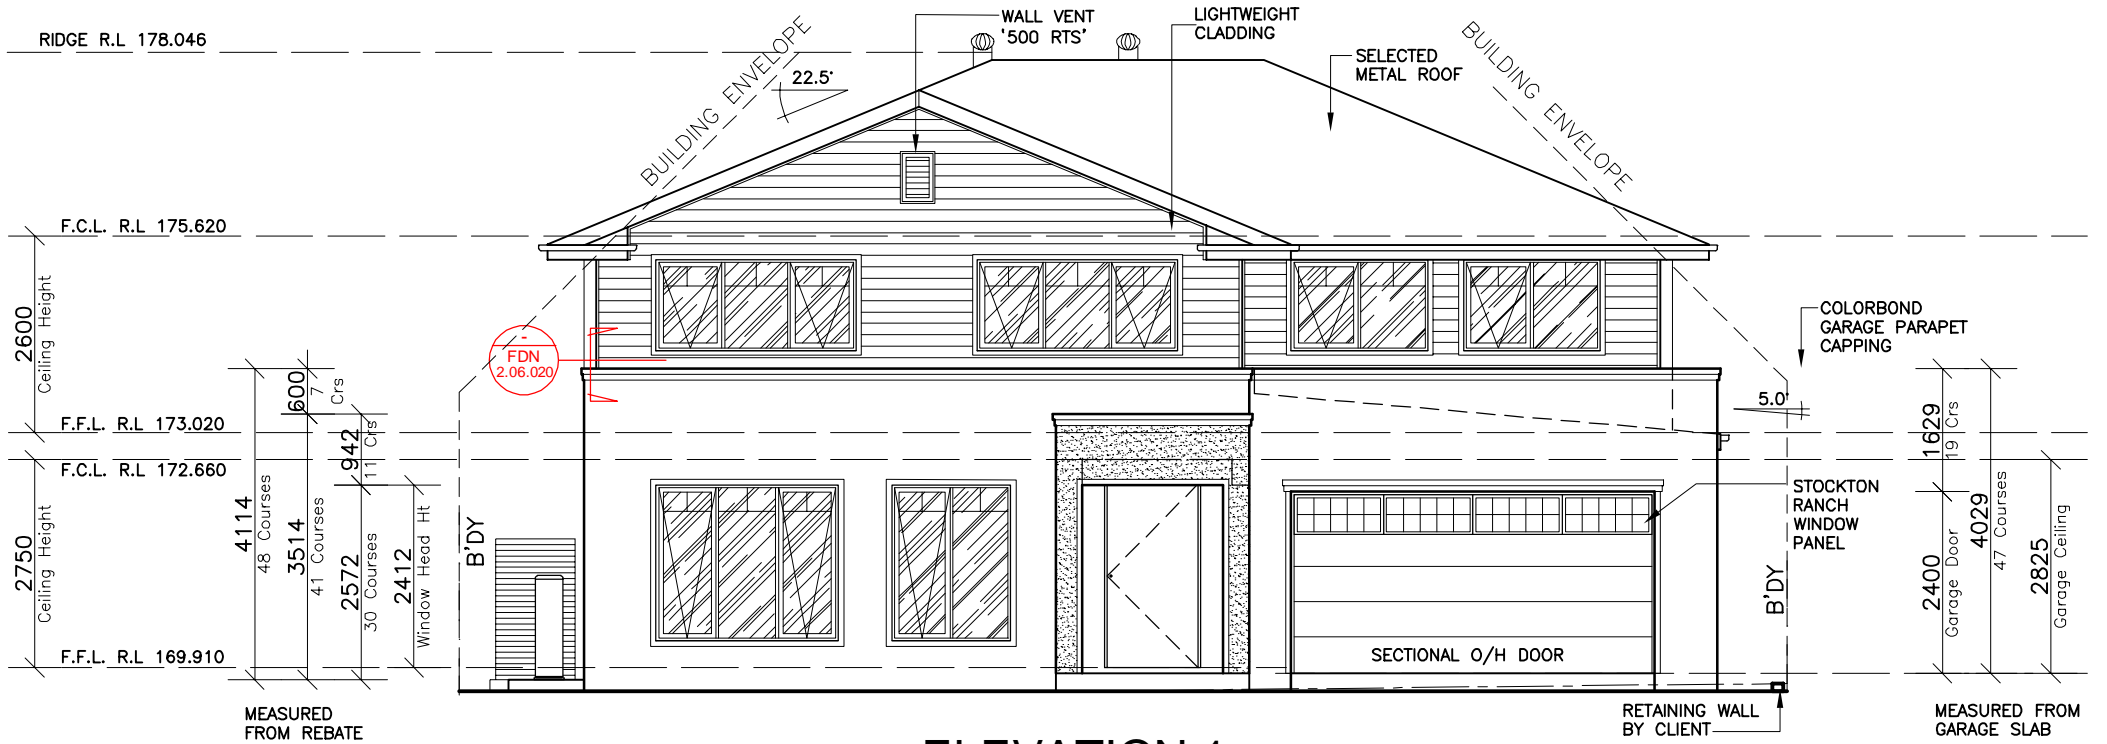 WALL VENT
'500 RTS'
LIGHTWEIGHT
CLADDING
RIDGE R.L 178.046
BUILDING ENVELOPE
22.5°
SELECTED
METAL ROOF
BUILDING ENVELOPE
F.C.L. R.L 175.620
2600
Ceiling Height
F.F.L. R.L 173.020
F.C.L. R.L 172.660
2750
Ceiling Height
F.F.L. R.L 169.910
4114
48 Courses
600
7 Crs
3514
41 Courses
942
11 Crs
2572
30 Courses
2412
Window Head Ht
MEASURED
FROM REBATE
-
FDN
2.06.020
B'DY
COLORBOND
GARAGE PARAPET
CAPPING
5.0°
STOCKTON
RANCH
WINDOW
PANEL
SECTIONAL O/H DOOR
B'DY
1629
19 Crs
2400
Garage Door
4029
47 Courses
2825
Garage Ceiling
RETAINING WALL
BY CLIENT
MEASURED FROM
GARAGE SLAB
ELEVATION 1